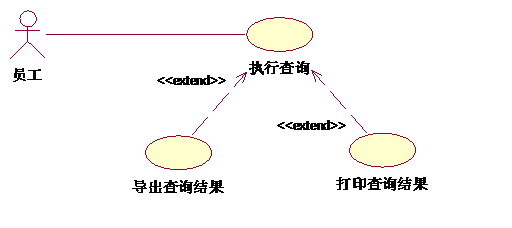 员工
执行查询
<<extend>>
<<extend>>
导出查询结果
打印查询结果